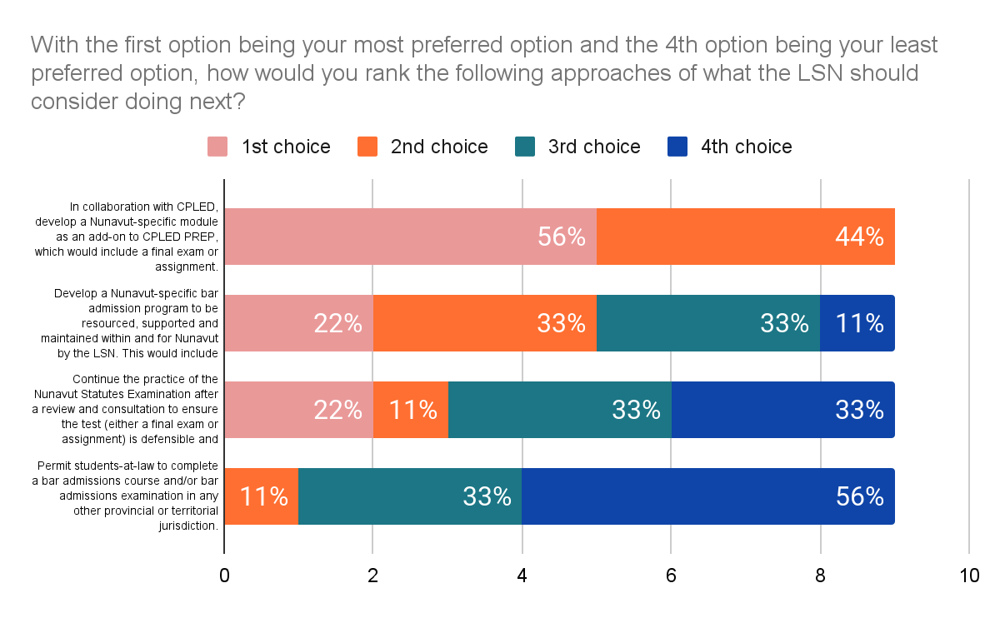 With the first option being your most preferred option and the 4th option being your least
preferred option, how would you rank the following approaches of what the LSN should
consider doing next?
1st choice
2nd choice
3rd choice
4th choice
In collaboration with CPLED,
develop a Nunavut-specific module
as an add-on to CPLED PREP,
which would include a final exam or
assignment.
56%
44%
Develop a Nunavut-specific bar
admission program to be
resourced, supported and
maintained within and for Nunavut
by the LSN. This would include
22%
33%
33%
11%
Continue the practice of the
Nunavut Statutes Examination after
a review and consultation to ensure
the test (either a final exam or
assignment) is defensible and
22%
11%
33%
33%
Permit students-at-law to complete
a bar admissions course and/or bar
admissions examination in any
other provincial or territorial
jurisdiction.
11%
33%
56%
0
2
4
6
8
10